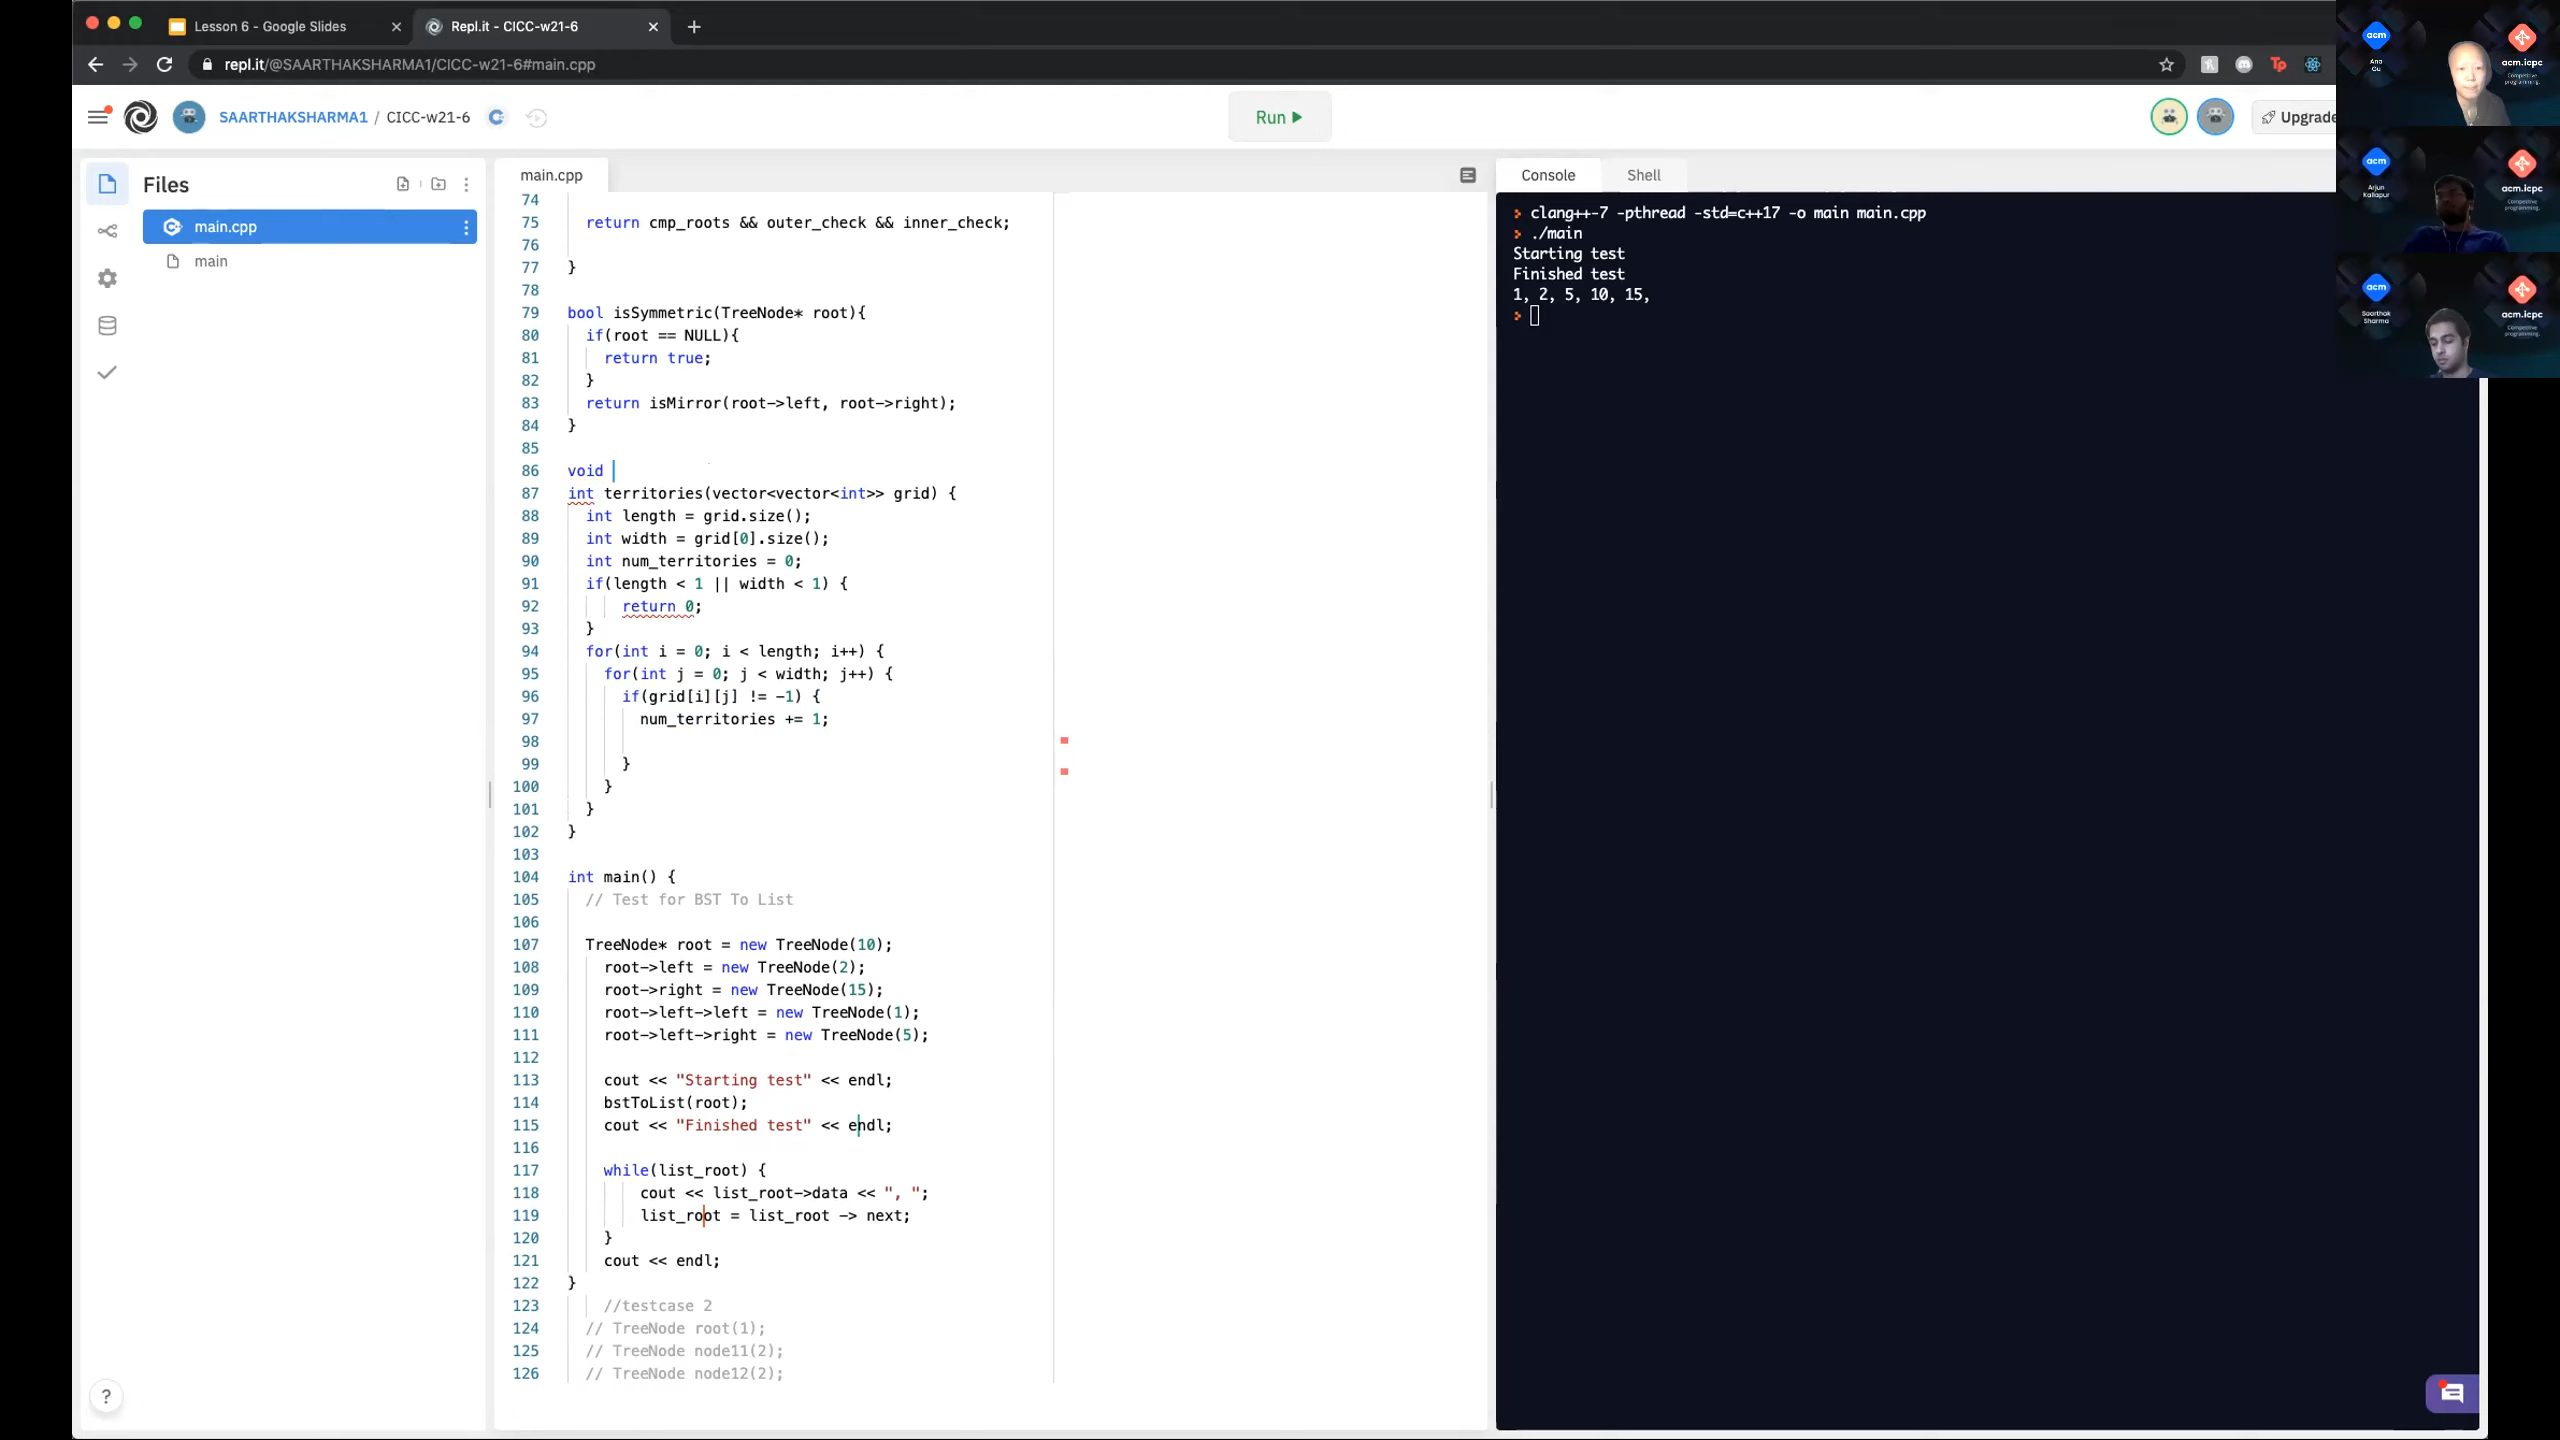 Lesson 6 - Google Slides
Repl.it - CICC-w21-6
repl.it/@SAARTHAKSHARMA1/CICC-w21-6#main.cpp
SAARTHAKSHARMA1 / CICC-w21-6
Run
Upgrade
Files
main.cpp
main
main.cpp
74
75 return cmp_roots && outer_check && inner_check;
76
77 }
78
79 bool isSymmetric(TreeNode* root){
80 if(root == NULL){
81 return true;
82 }
83 return isMirror(root->left, root->right);
84 }
85
86 void
87 int territories(vector<vector<int>> grid) {
88 int length = grid.size();
89 int width = grid[0].size();
90 int num_territories = 0;
91 if(length < 1 || width < 1) {
92 return 0;
93 }
94 for(int i = 0; i < length; i++) {
95 for(int j = 0; j < width; j++) {
96 if(grid[i][j] != -1) {
97 num_territories += 1;
98
99 }
100 }
101 }
102 }
103
104 int main() {
105 // Test for BST To List
106
107 TreeNode* root = new TreeNode(10);
108 root->left = new TreeNode(2);
109 root->right = new TreeNode(15);
110 root->left->left = new TreeNode(1);
111 root->left->right = new TreeNode(5);
112
113 cout << "Starting test" << endl;
114 bstToList(root);
115 cout << "Finished test" << endl;
116
117 while(list_root) {
118 cout << list_root->data << ", ";
119 list_root = list_root -> next;
120 }
121 cout << endl;
122 }
123 //testcase 2
124 // TreeNode root(1);
125 // TreeNode node11(2);
126 // TreeNode node12(2);
Console
Shell
clang++-7 -pthread -std=c++17 -o main main.cpp
./main
Starting test
Finished test
1, 2, 5, 10, 15,
?
Tp
acm
acm.icpc
Competitive
programming.
acm
Arjun
Kallapur
acm.icpc
Competitive
programming.
acm
Saarthak
Sharma
acm.icpc
Competitive
programming.